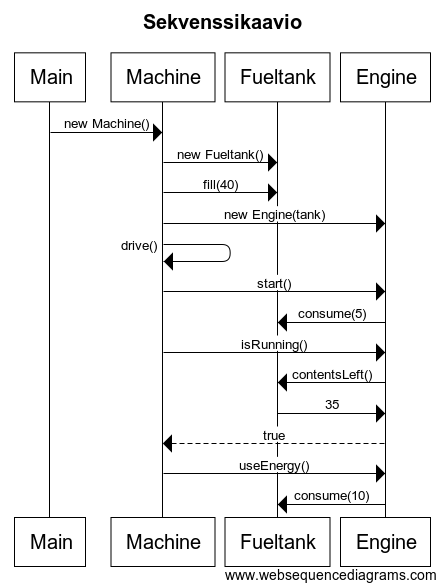 Sekvenssikaavio
Main Machine Fueltank Engine
new Machine()
new Fueltank()
fill(40)
new Engine(tank)
drive()
start()
consume(5)
isRunning()
contentsLeft()
35
true
useEnergy()
consume(10)
Main Machine Fueltank Engine
www.websequencediagrams.com